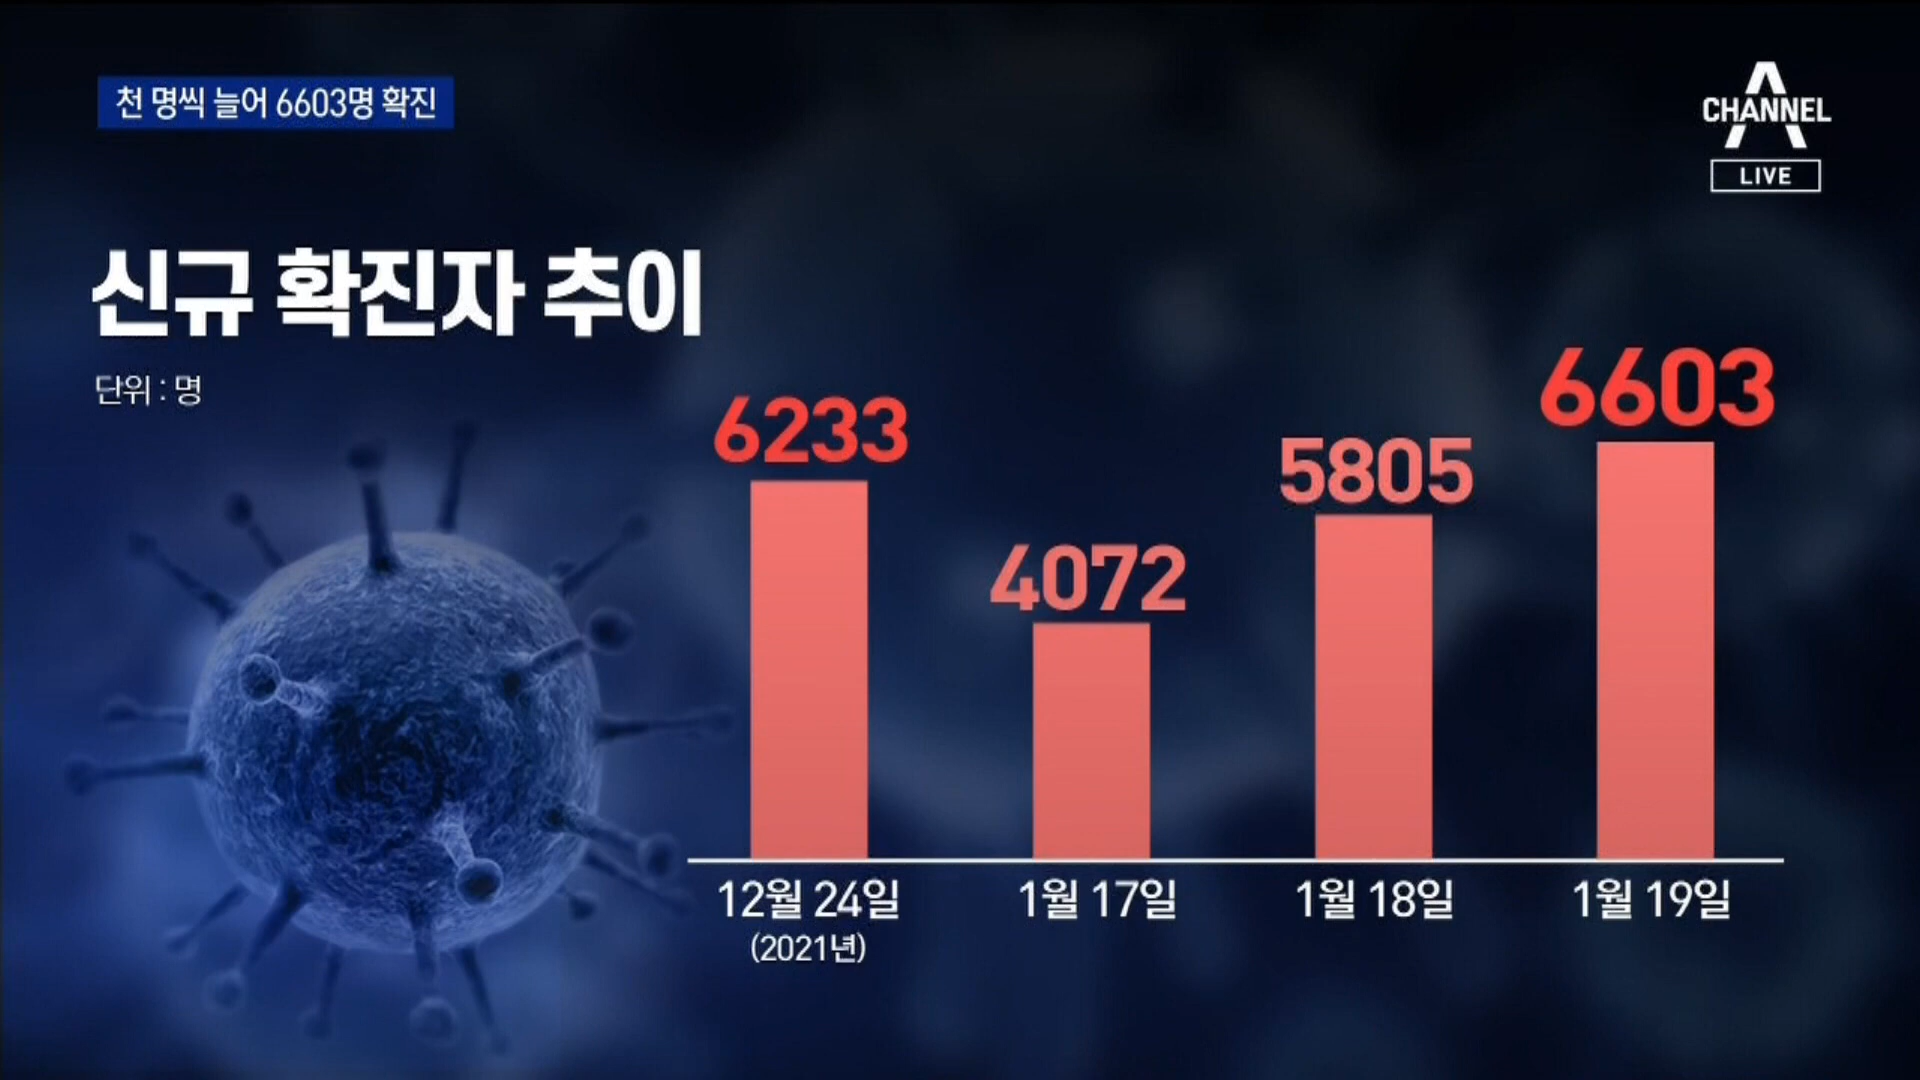 천 명씩 늘어 6603명 확진
CHANNEL A
LIVE
신규 확진자 추이
단위 : 명
6233
4072
5805
6603
12월 24일
(2021년)
1월 17일
1월 18일
1월 19일